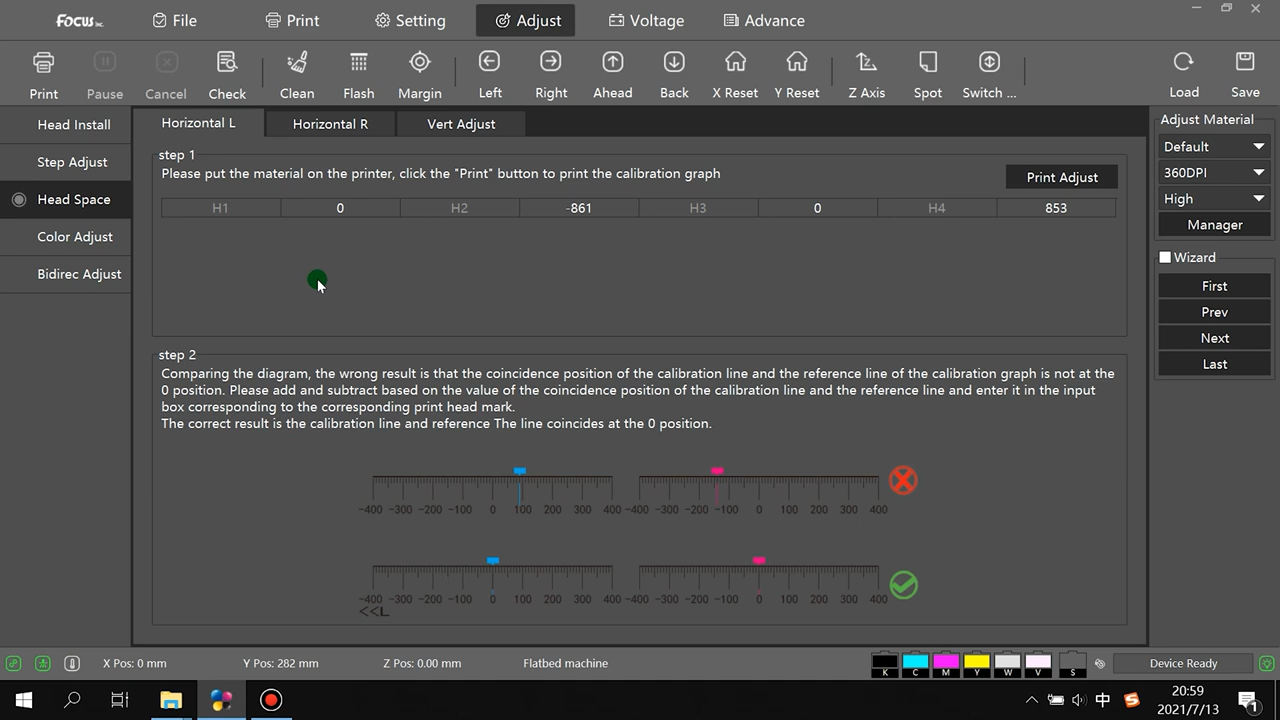 Focus Inc.
File
Print
Setting
Adjust
Voltage
Advance
Print
Pause
Cancel
Check
Clean
Flash
Margin
Left
Right
Ahead
Back
X Reset
Y Reset
Z Axis
Spot
Switch ...
Load
Save
Head Install
Step Adjust
Head Space
Color Adjust
Bidirec Adjust
Horizontal L
Horizontal R
Vert Adjust
step 1
Please put the material on the printer, click the "Print" button to print the calibration graph
Print Adjust
H1 0 H2 -861 H3 0 H4 853
step 2
Comparing the diagram, the wrong result is that the coincidence position of the calibration line and the reference line of the calibration graph is not at the
0 position. Please add and subtract based on the value of the coincidence position of the calibration line and the reference line and enter it in the input
box corresponding to the corresponding print head mark.
The correct result is the calibration line and reference The line coincides at the 0 position.
-400 -300 -200 -100 0 100 200 300 400 -400 -300 -200 -100 0 100 200 300 400
-400 -300 -200 -100 0 100 200 300 400 -400 -300 -200 -100 0 100 200 300 400
<<L
Adjust Material
Default
360DPI
High
Manager
Wizard
First
Prev
Next
Last
X Pos: 0 mm
Y Pos: 282 mm
Z Pos: 0.00 mm
Flatbed machine
K C M Y W V S
Device Ready
中
S
20:59
2021/7/13
1